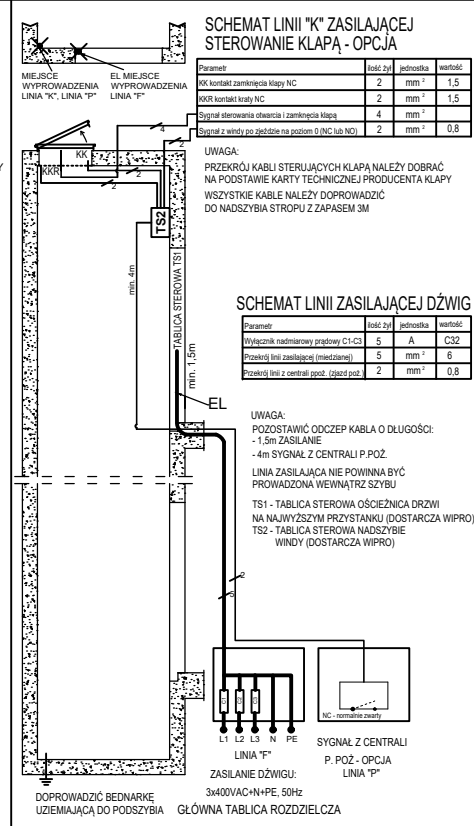 SCHEMAT LINII "K" ZASILAJĄCEJ
STEROWANIE KLAPĄ - OPCJA
Parametr ilość żył jednostka wartość
KK kontakt zamknięcia klapy NC 2 mm² 1,5
KKR kontakt kraty NC 2 mm² 1,5
Sygnał sterowania otwarcia i zamknięcia klapą 4 mm²
Sygnał z windy po zjeździe na poziom 0 (NC lub NO) 2 mm² 0,8
MIEJSCE
WYPROWADZENIA
LINIA "K", LINIA "P"
EL MIEJSCE
WYPROWADZENIA
LINIA "F"
UWAGA:
PRZEKRÓJ KABLI STERUJĄCYCH KLAPĄ NALEŻY DOBRAĆ
NA PODSTAWIE KARTY TECHNICZNEJ PRODUCENTA KLAPY
WSZYSTKIE KABLE NALEŻY DOPROWADZIĆ
DO NADSZYBIA STROPU Z ZAPASEM 3M
Y
KK
KKR
4
2
2
2
TS2
min. 4m
TABLICA STEROWA TS1
min. 1,5m
EL
SCHEMAT LINII ZASILAJĄCEJ DŹWIG
Parametr ilość żył jednostka wartość
Wyłącznik nadmiarowy prądowy C1-C3 5 A C32
Przekrój linii zasilającej (miedzianej) 5 mm² 6
Przekrój linii z centrali ppoż. (zjazd poż.) 2 mm² 0,8
UWAGA:
POZOSTAWIĆ ODCZEP KABLA O DŁUGOŚCI:
- 1,5m ZASILANIE
- 4m SYGNAŁ Z CENTRALI P.POŻ.
LINIA ZASILAJĄCA NIE POWINNA BYĆ
PROWADZONA WEWNĄTRZ SZYBU
TS1 - TABLICA STEROWA OŚCIEŻNICA DRZWI
NA NAJWYŻSZYM PRZYSTANKU (DOSTARCZA WIPRO)
TS2 - TABLICA STEROWA NADSZYBIE
WINDY (DOSTARCZA WIPRO)
2
5
C1 C2 C3
L1 L2 L3 N PE
LINIA "F"
ZASILANIE DŹWIGU:
3x400VAC+N+PE, 50Hz
NC - normalnie zwarty
SYGNAŁ Z CENTRALI
P. POŻ - OPCJA
LINIA "P"
DOPROWADZIĆ BEDNARKĘ
UZIEMIAJĄCĄ DO PODSZYBIA
GŁÓWNA TABLICA ROZDZIELCZA